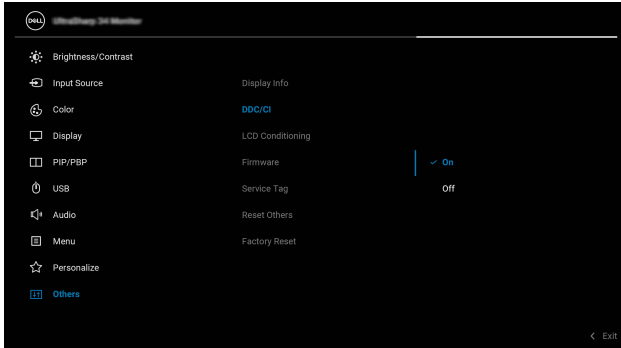 DELL
UltraSharp 34 Monitor
Brightness/Contrast
Input Source
Color
Display
PIP/PBP
USB
Audio
Menu
Personalize
Others
Display Info
DDC/CI
LCD Conditioning
Firmware
Service Tag
Reset Others
Factory Reset
On
Off
Exit